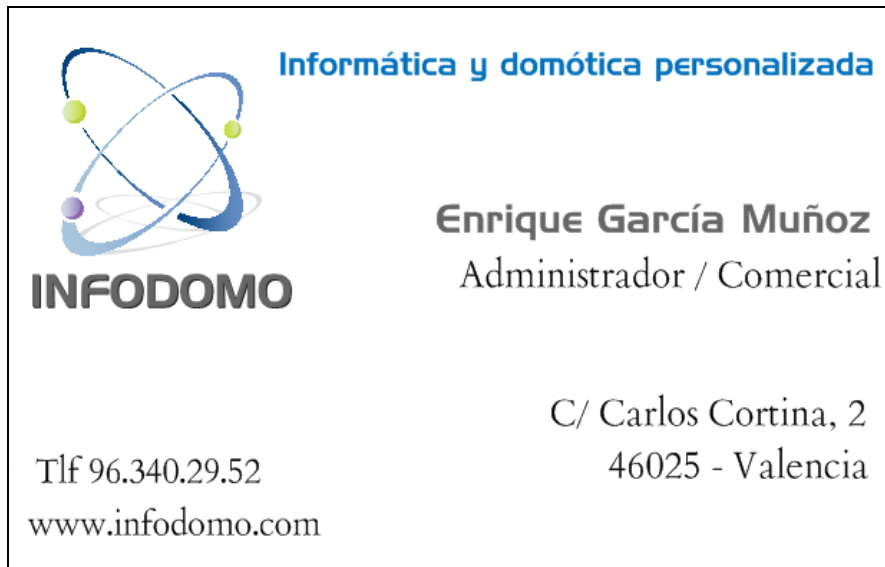 Informática y domótica personalizada
INFODOMO
Enrique García Muñoz
Administrador / Comercial
C/ Carlos Cortina, 2
46025 - Valencia
Tlf 96.340.29.52
www.infodomo.com